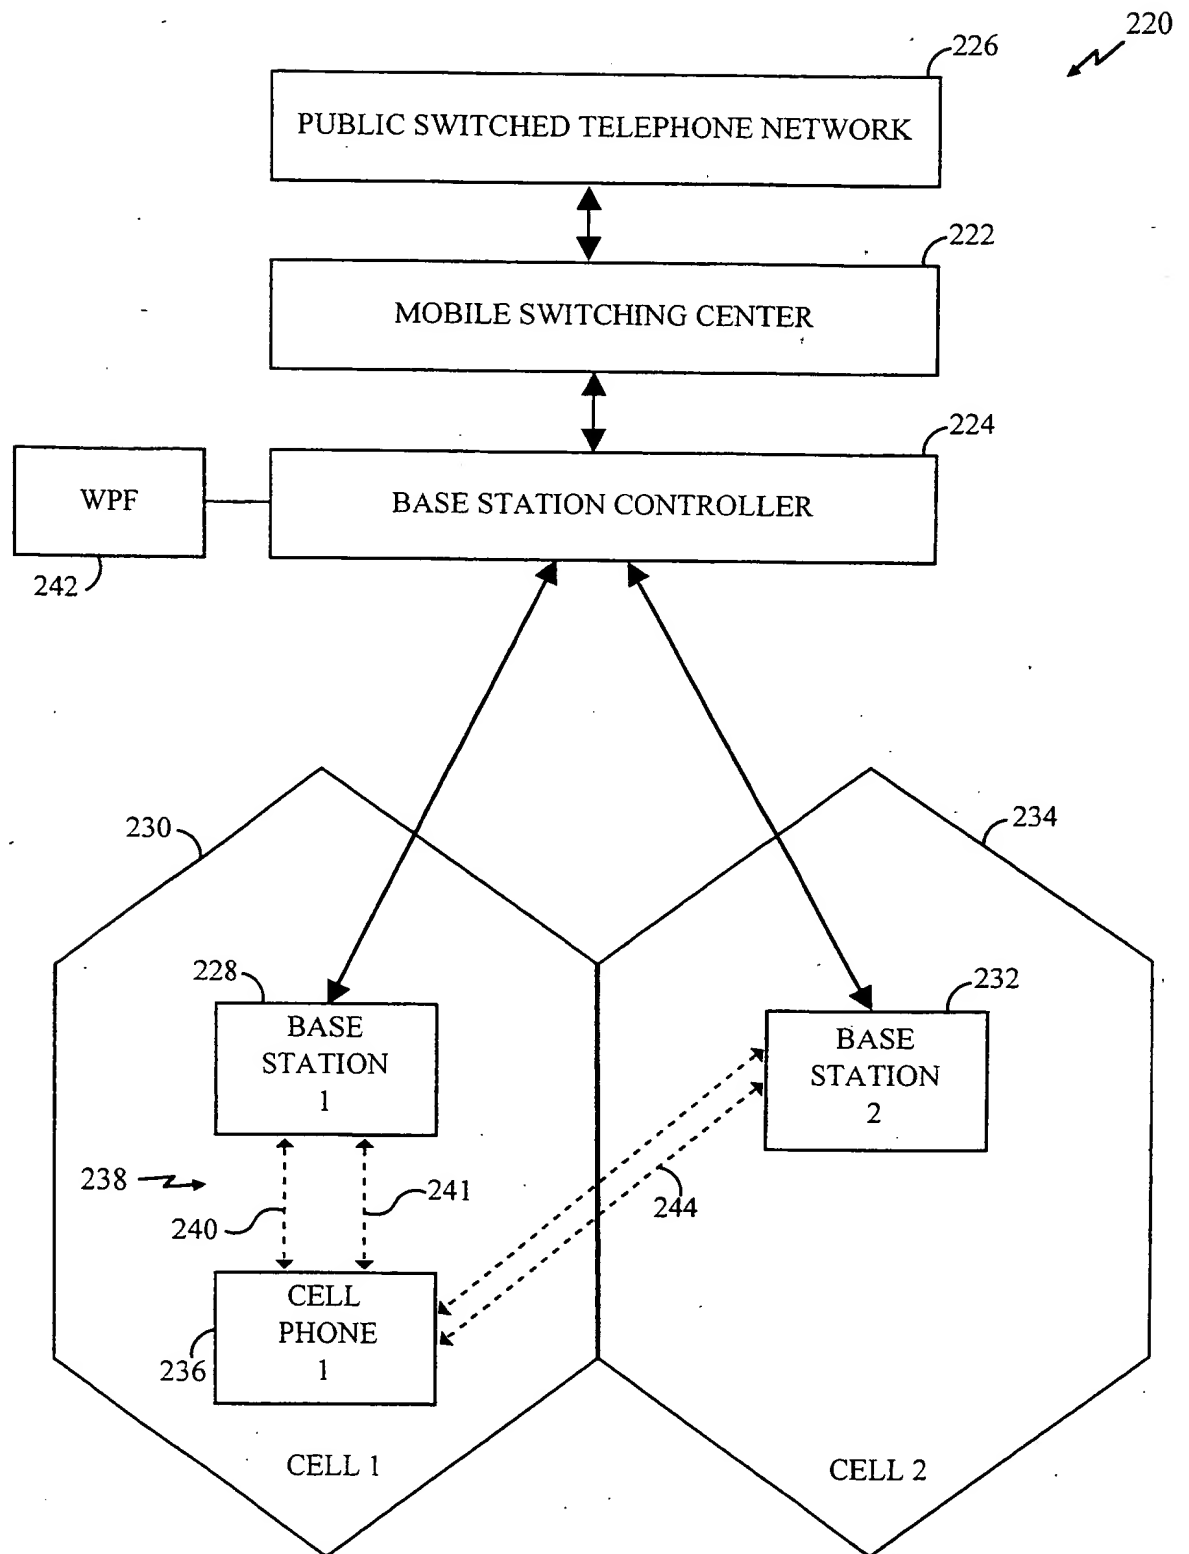 220
226
PUBLIC SWITCHED TELEPHONE NETWORK
222
MOBILE SWITCHING CENTER
224
WPF
BASE STATION CONTROLLER
242
230
234
228
232
BASE
STATION
1
BASE
STATION
2
238
240
241
244
CELL
PHONE
1
236
CELL 1
CELL 2